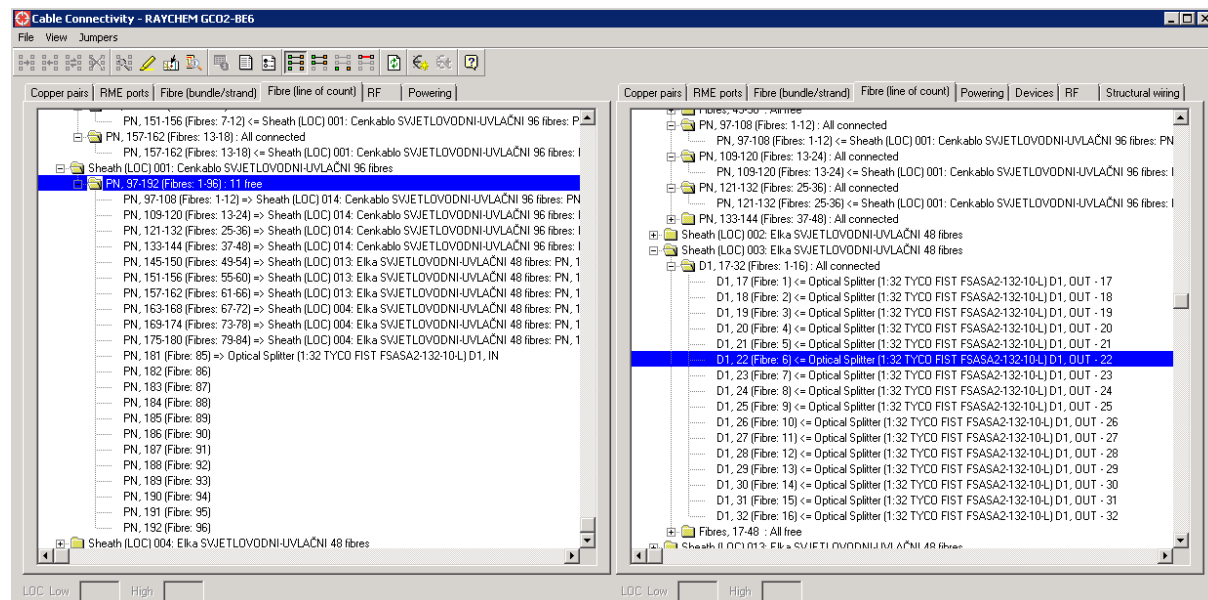 Cable Connectivity - RAYCHEM GCO2-BE6
File View Jumpers
Copper pairs RME ports Fibre (bundle/strand) Fibre (line of count) RF Powering
PN, 151-156 (Fibres: 7-12) <= Sheath (LOC) 001: Cenkablo SVJETLOVODNI-UVLAČNI 96 fibres: P
PN, 157-162 (Fibres: 13-18) : All connected
PN, 157-162 (Fibres: 13-18) <= Sheath (LOC) 001: Cenkablo SVJETLOVODNI-UVLAČNI 96 fibres:
Sheath (LOC) 001: Cenkablo SVJETLOVODNI-UVLAČNI 96 fibres
PN, 97-192 (Fibres: 1-96) : 11 free
PN, 97-108 (Fibres: 1-12) => Sheath (LOC) 014: Cenkablo SVJETLOVODNI-UVLAČNI 96 fibres: PN
PN, 109-120 (Fibres: 13-24) => Sheath (LOC) 014: Cenkablo SVJETLOVODNI-UVLAČNI 96 fibres:
PN, 121-132 (Fibres: 25-36) => Sheath (LOC) 014: Cenkablo SVJETLOVODNI-UVLAČNI 96 fibres:
PN, 133-144 (Fibres: 37-48) => Sheath (LOC) 014: Cenkablo SVJETLOVODNI-UVLAČNI 96 fibres:
PN, 145-150 (Fibres: 49-54) => Sheath (LOC) 013: Elka SVJETLOVODNI-UVLAČNI 48 fibres: PN, 1
PN, 151-156 (Fibres: 55-60) => Sheath (LOC) 013: Elka SVJETLOVODNI-UVLAČNI 48 fibres: PN, 1
PN, 157-162 (Fibres: 61-66) => Sheath (LOC) 013: Elka SVJETLOVODNI-UVLAČNI 48 fibres: PN, 1
PN, 163-168 (Fibres: 67-72) => Sheath (LOC) 004: Elka SVJETLOVODNI-UVLAČNI 48 fibres: PN, 1
PN, 169-174 (Fibres: 73-78) => Sheath (LOC) 004: Elka SVJETLOVODNI-UVLAČNI 48 fibres: PN, 1
PN, 175-180 (Fibres: 79-84) => Sheath (LOC) 004: Elka SVJETLOVODNI-UVLAČNI 48 fibres: PN, 1
PN, 181 (Fibre: 85) => Optical Splitter (1:32 TYCO FIST FSASA2-132-10-L) D1, IN
PN, 182 (Fibre: 86)
PN, 183 (Fibre: 87)
PN, 184 (Fibre: 88)
PN, 185 (Fibre: 89)
PN, 186 (Fibre: 90)
PN, 187 (Fibre: 91)
PN, 188 (Fibre: 92)
PN, 189 (Fibre: 93)
PN, 190 (Fibre: 94)
PN, 191 (Fibre: 95)
PN, 192 (Fibre: 96)
Sheath (LOC) 004: Elka SVJETLOVODNI-UVLAČNI 48 fibres
LOC Low High
Copper pairs RME ports Fibre (bundle/strand) Fibre (line of count) Powering Devices RF Structural wiring
Fibres, 49-96 : All free
PN, 97-108 (Fibres: 1-12) : All connected
PN, 97-108 (Fibres: 1-12) <= Sheath (LOC) 001: Cenkablo SVJETLOVODNI-UVLAČNI 96 fibres: PN
PN, 109-120 (Fibres: 13-24) : All connected
PN, 109-120 (Fibres: 13-24) <= Sheath (LOC) 001: Cenkablo SVJETLOVODNI-UVLAČNI 96 fibres:
PN, 121-132 (Fibres: 25-36) : All connected
PN, 121-132 (Fibres: 25-36) <= Sheath (LOC) 001: Cenkablo SVJETLOVODNI-UVLAČNI 96 fibres:
PN, 133-144 (Fibres: 37-48) : All connected
Sheath (LOC) 002: Elka SVJETLOVODNI-UVLAČNI 48 fibres
Sheath (LOC) 003: Elka SVJETLOVODNI-UVLAČNI 48 fibres
D1, 17-32 (Fibres: 1-16) : All connected
D1, 17 (Fibre: 1) <= Optical Splitter (1:32 TYCO FIST FSASA2-132-10-L) D1, OUT - 17
D1, 18 (Fibre: 2) <= Optical Splitter (1:32 TYCO FIST FSASA2-132-10-L) D1, OUT - 18
D1, 19 (Fibre: 3) <= Optical Splitter (1:32 TYCO FIST FSASA2-132-10-L) D1, OUT - 19
D1, 20 (Fibre: 4) <= Optical Splitter (1:32 TYCO FIST FSASA2-132-10-L) D1, OUT - 20
D1, 21 (Fibre: 5) <= Optical Splitter (1:32 TYCO FIST FSASA2-132-10-L) D1, OUT - 21
D1, 22 (Fibre: 6) <= Optical Splitter (1:32 TYCO FIST FSASA2-132-10-L) D1, OUT - 22
D1, 23 (Fibre: 7) <= Optical Splitter (1:32 TYCO FIST FSASA2-132-10-L) D1, OUT - 23
D1, 24 (Fibre: 8) <= Optical Splitter (1:32 TYCO FIST FSASA2-132-10-L) D1, OUT - 24
D1, 25 (Fibre: 9) <= Optical Splitter (1:32 TYCO FIST FSASA2-132-10-L) D1, OUT - 25
D1, 26 (Fibre: 10) <= Optical Splitter (1:32 TYCO FIST FSASA2-132-10-L) D1, OUT - 26
D1, 27 (Fibre: 11) <= Optical Splitter (1:32 TYCO FIST FSASA2-132-10-L) D1, OUT - 27
D1, 28 (Fibre: 12) <= Optical Splitter (1:32 TYCO FIST FSASA2-132-10-L) D1, OUT - 28
D1, 29 (Fibre: 13) <= Optical Splitter (1:32 TYCO FIST FSASA2-132-10-L) D1, OUT - 29
D1, 30 (Fibre: 14) <= Optical Splitter (1:32 TYCO FIST FSASA2-132-10-L) D1, OUT - 30
D1, 31 (Fibre: 15) <= Optical Splitter (1:32 TYCO FIST FSASA2-132-10-L) D1, OUT - 31
D1, 32 (Fibre: 16) <= Optical Splitter (1:32 TYCO FIST FSASA2-132-10-L) D1, OUT - 32
Fibres, 17-48 : All free
Sheath (LOC) 013: Elka SVJETLOVODNI-UVLAČNI 48 fibres
LOC Low High